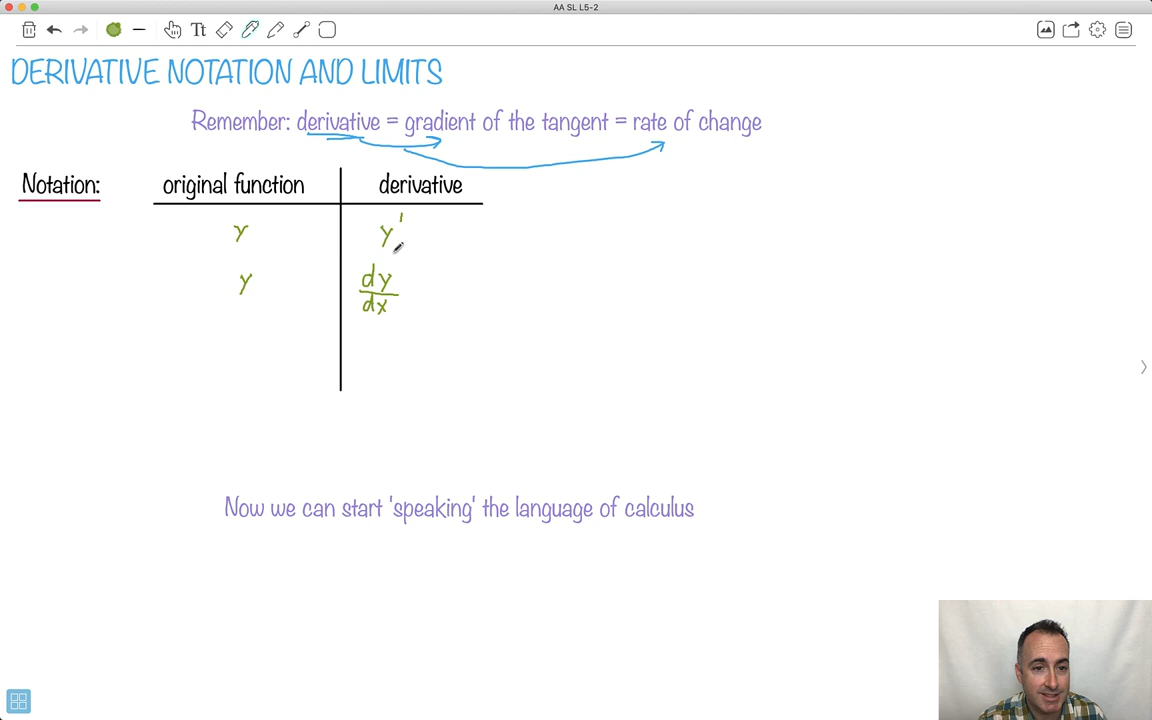 AA SL L5-2
Tt
DERIVATIVE NOTATION AND LIMITS
Remember: derivative = gradient of the tangent = rate of change
Notation: original function derivative
y y'
y dy
dx
Now we can start 'speaking' the language of calculus